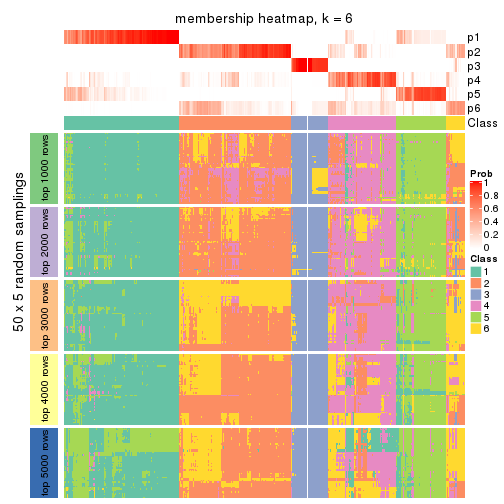 membership heatmap, k = 6
p1
p2
p3
p4
p5
p6
Class
50 x 5 random samplings
top 1000 rows
top 2000 rows
top 3000 rows
top 4000 rows
top 5000 rows
Prob
1
0.8
0.6
0.4
0.2
0
Class
1
2
3
4
5
6